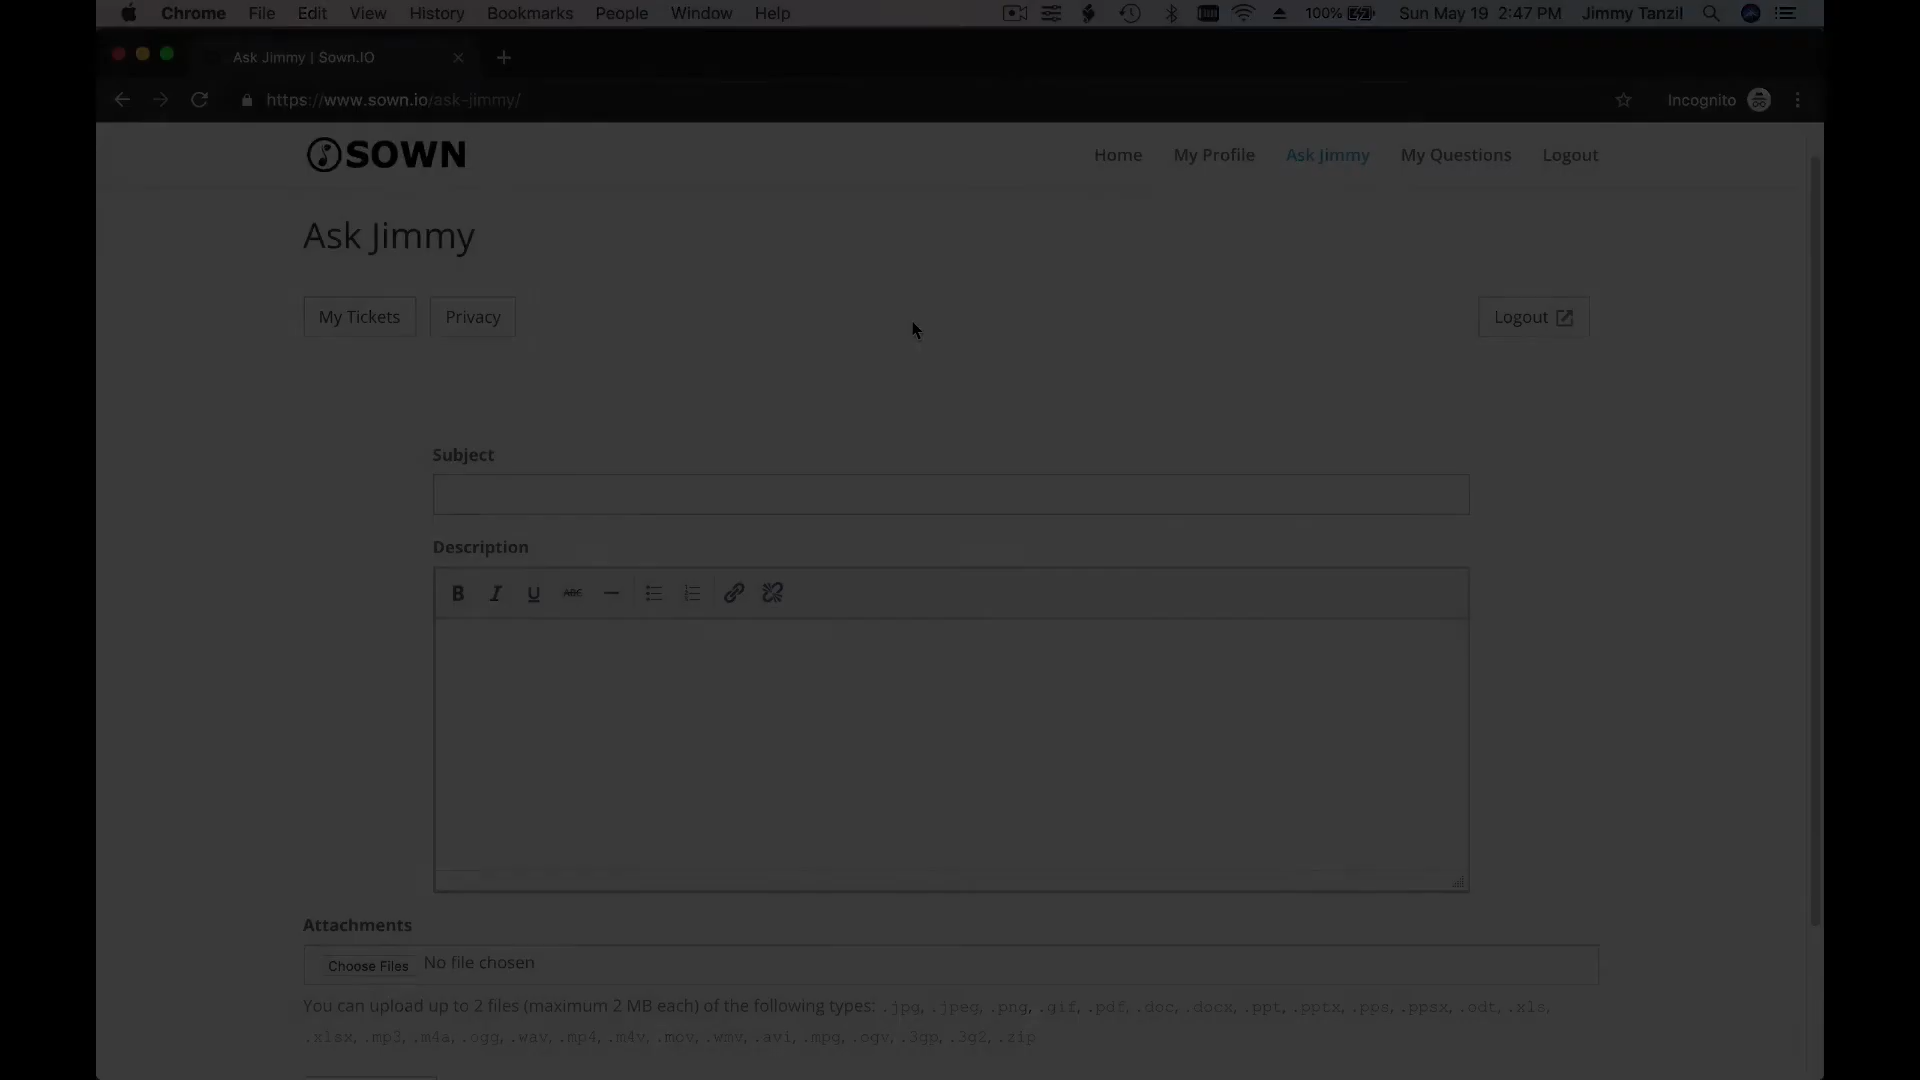 Chrome File Edit View History Bookmarks People Window Help 100% Sun May 19 2:47 PM Jimmy Tanzil
Ask Jimmy | Sown.IO
https://www.sown.io/ask-jimmy/ Incognito
SOWN Home My Profile Ask Jimmy My Questions Logout
Ask Jimmy
My Tickets Privacy Logout
Subject
Description
B I U ABC
Attachments
Choose Files No file chosen
You can upload up to 2 files (maximum 2 MB each) of the following types: .jpg, .jpeg, .png, .gif, .pdf, .doc, .docx, .ppt, .pptx, .pps, .ppsx, .odt, .xls,
.xlsx, .mp3, .m4a, .ogg, .wav, .mp4, .m4v, .mov, .wmv, .avi, .mpg, .ogv, .3gp, .3g2, .zip